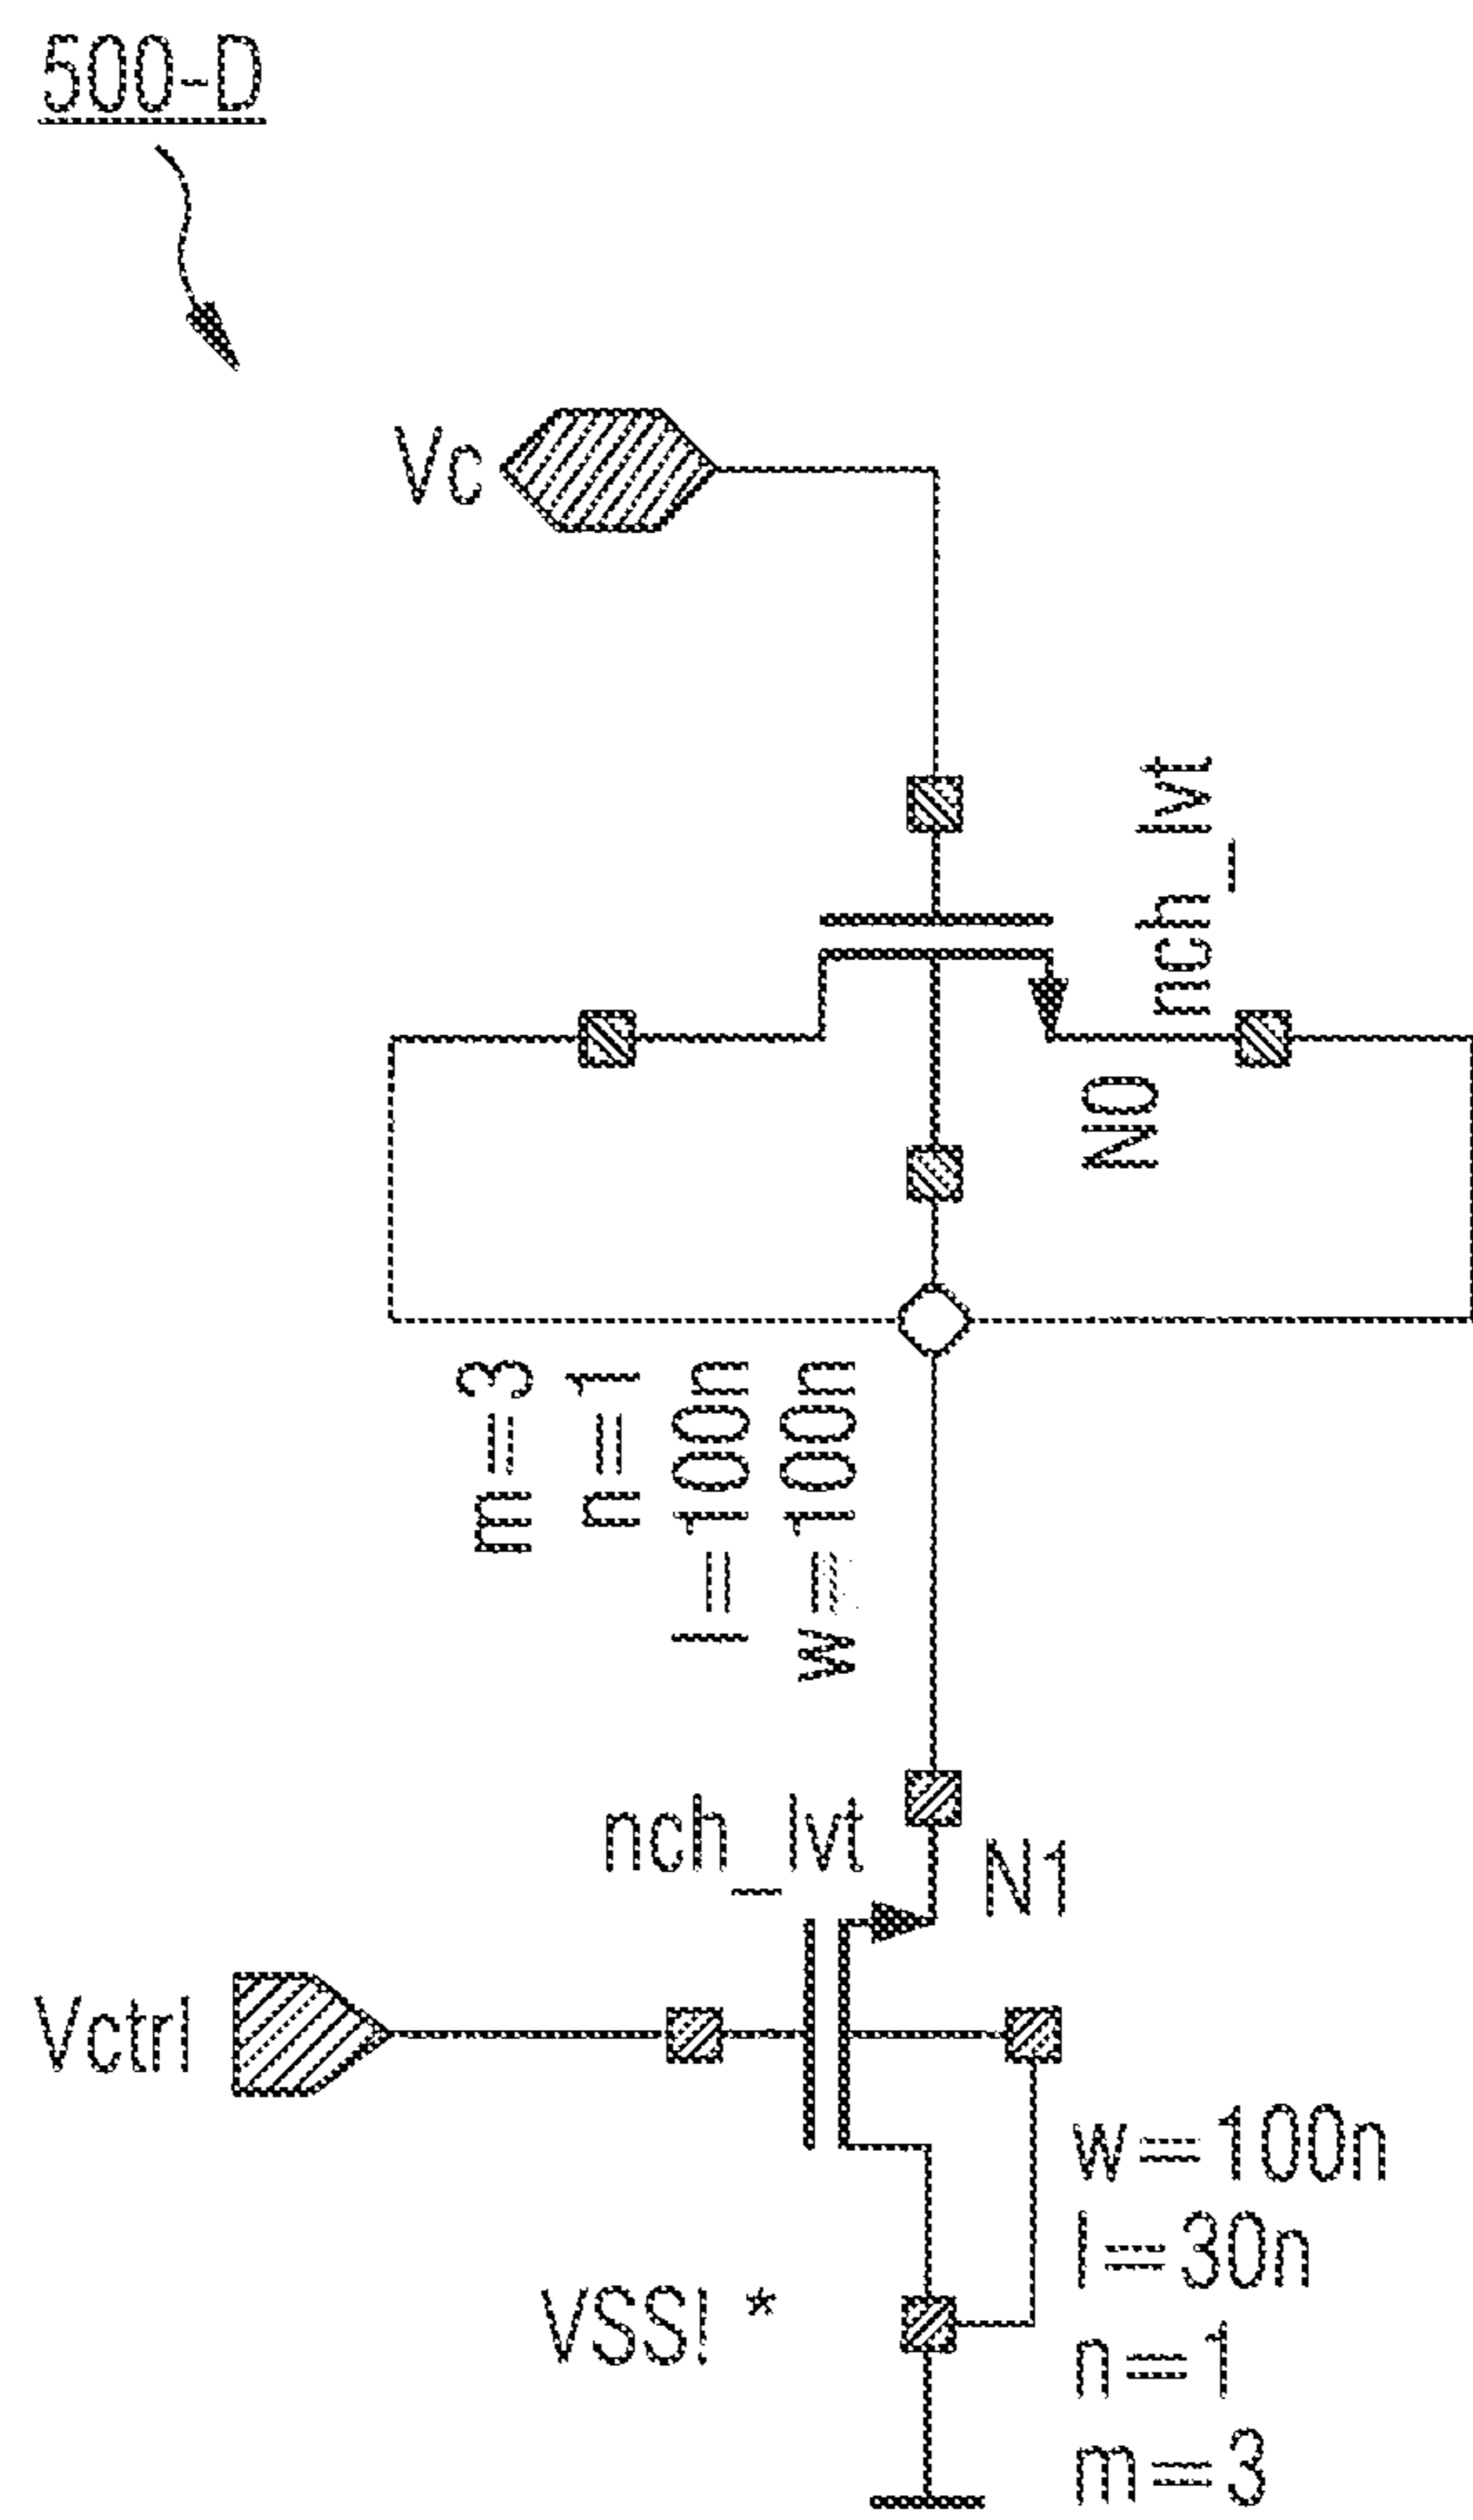 500-D
Vc
nch_lvt
N0
m=3
n=1
l=100n
w=100n
nch_lvt
N1
Vctrl
w=100n
l=30n
VSS! *
n=1
m=3